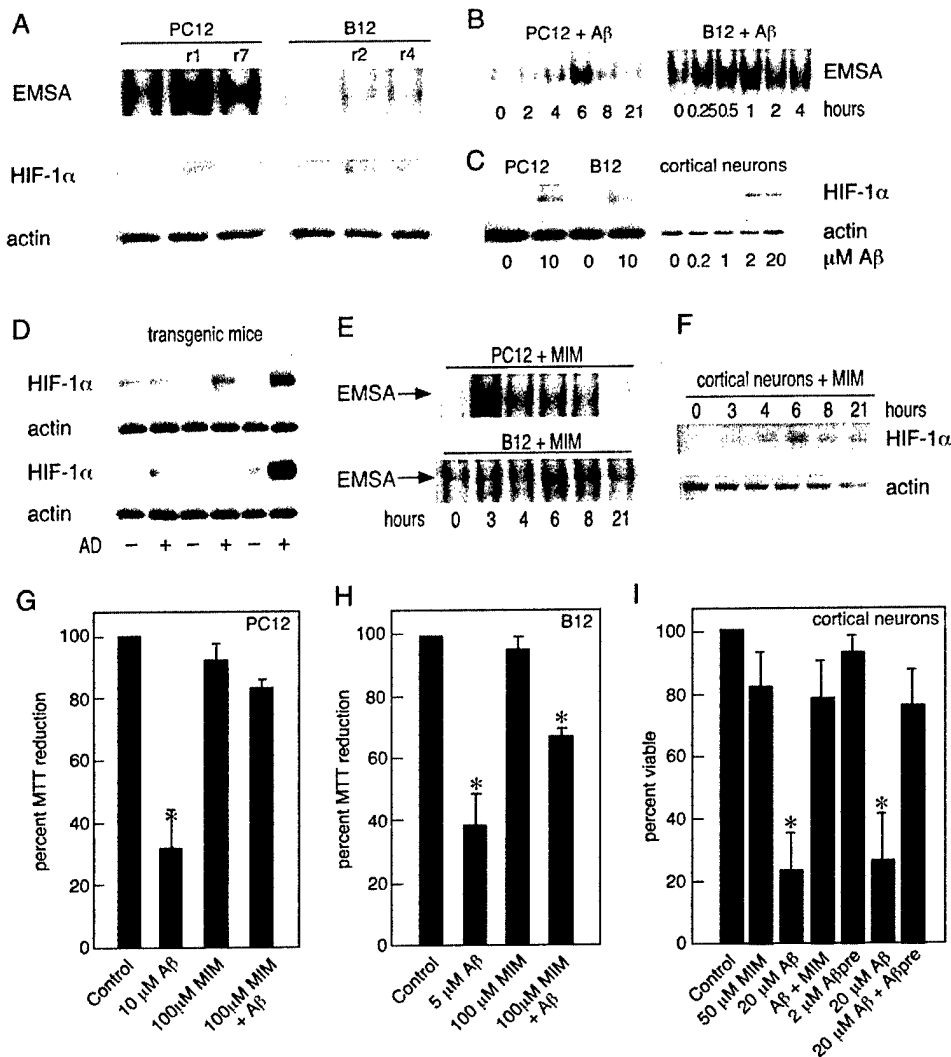 A
PC12 B12
r1 r7 r2 r4
EMSA
HIF-1α
actin
B
PC12 + Aβ B12 + Aβ
EMSA
0 2 4 6 8 21 0 0.25 0.5 1 2 4 hours
C
PC12 B12 cortical neurons
HIF-1α
actin
0 10 0 10 0 0.2 1 2 20 μM Aβ
D
transgenic mice
HIF-1α
actin
HIF-1α
actin
AD − + − + − +
E
PC12 + MIM
EMSA
B12 + MIM
EMSA
hours 0 3 4 6 8 21
F
cortical neurons + MIM
0 3 4 6 8 21 hours
HIF-1α
actin
G
PC12
percent MTT reduction
100
80
60
40
20
0
*
Control
10 μM Aβ
100μM MIM
100μM MIM
+ Aβ
H
B12
percent MTT reduction
100
80
60
40
20
0
* *
Control
5 μM Aβ
100 μM MIM
100μM MIM
+ Aβ
I
cortical neurons
percent viable
100
80
60
40
20
0
* *
Control
50 μM MIM
20 μM Aβ
Aβ + MIM
2 μM Aβpre
20 μM Aβ
20 μM Aβ + Aβpre